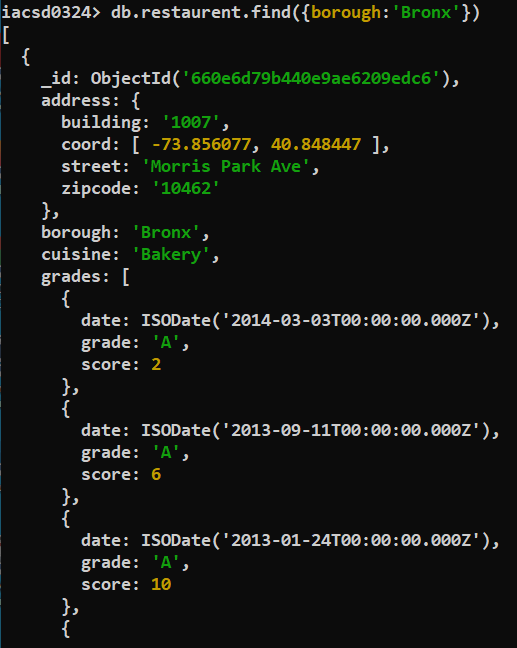 iacsd0324> db.restaurent.find({borough:'Bronx'})
[
  {
    _id: ObjectId('660e6d79b440e9ae6209edc6'),
    address: {
      building: '1007',
      coord: [ -73.856077, 40.848447 ],
      street: 'Morris Park Ave',
      zipcode: '10462'
    },
    borough: 'Bronx',
    cuisine: 'Bakery',
    grades: [
      {
        date: ISODate('2014-03-03T00:00:00.000Z'),
        grade: 'A',
        score: 2
      },
      {
        date: ISODate('2013-09-11T00:00:00.000Z'),
        grade: 'A',
        score: 6
      },
      {
        date: ISODate('2013-01-24T00:00:00.000Z'),
        grade: 'A',
        score: 10
      },
      {